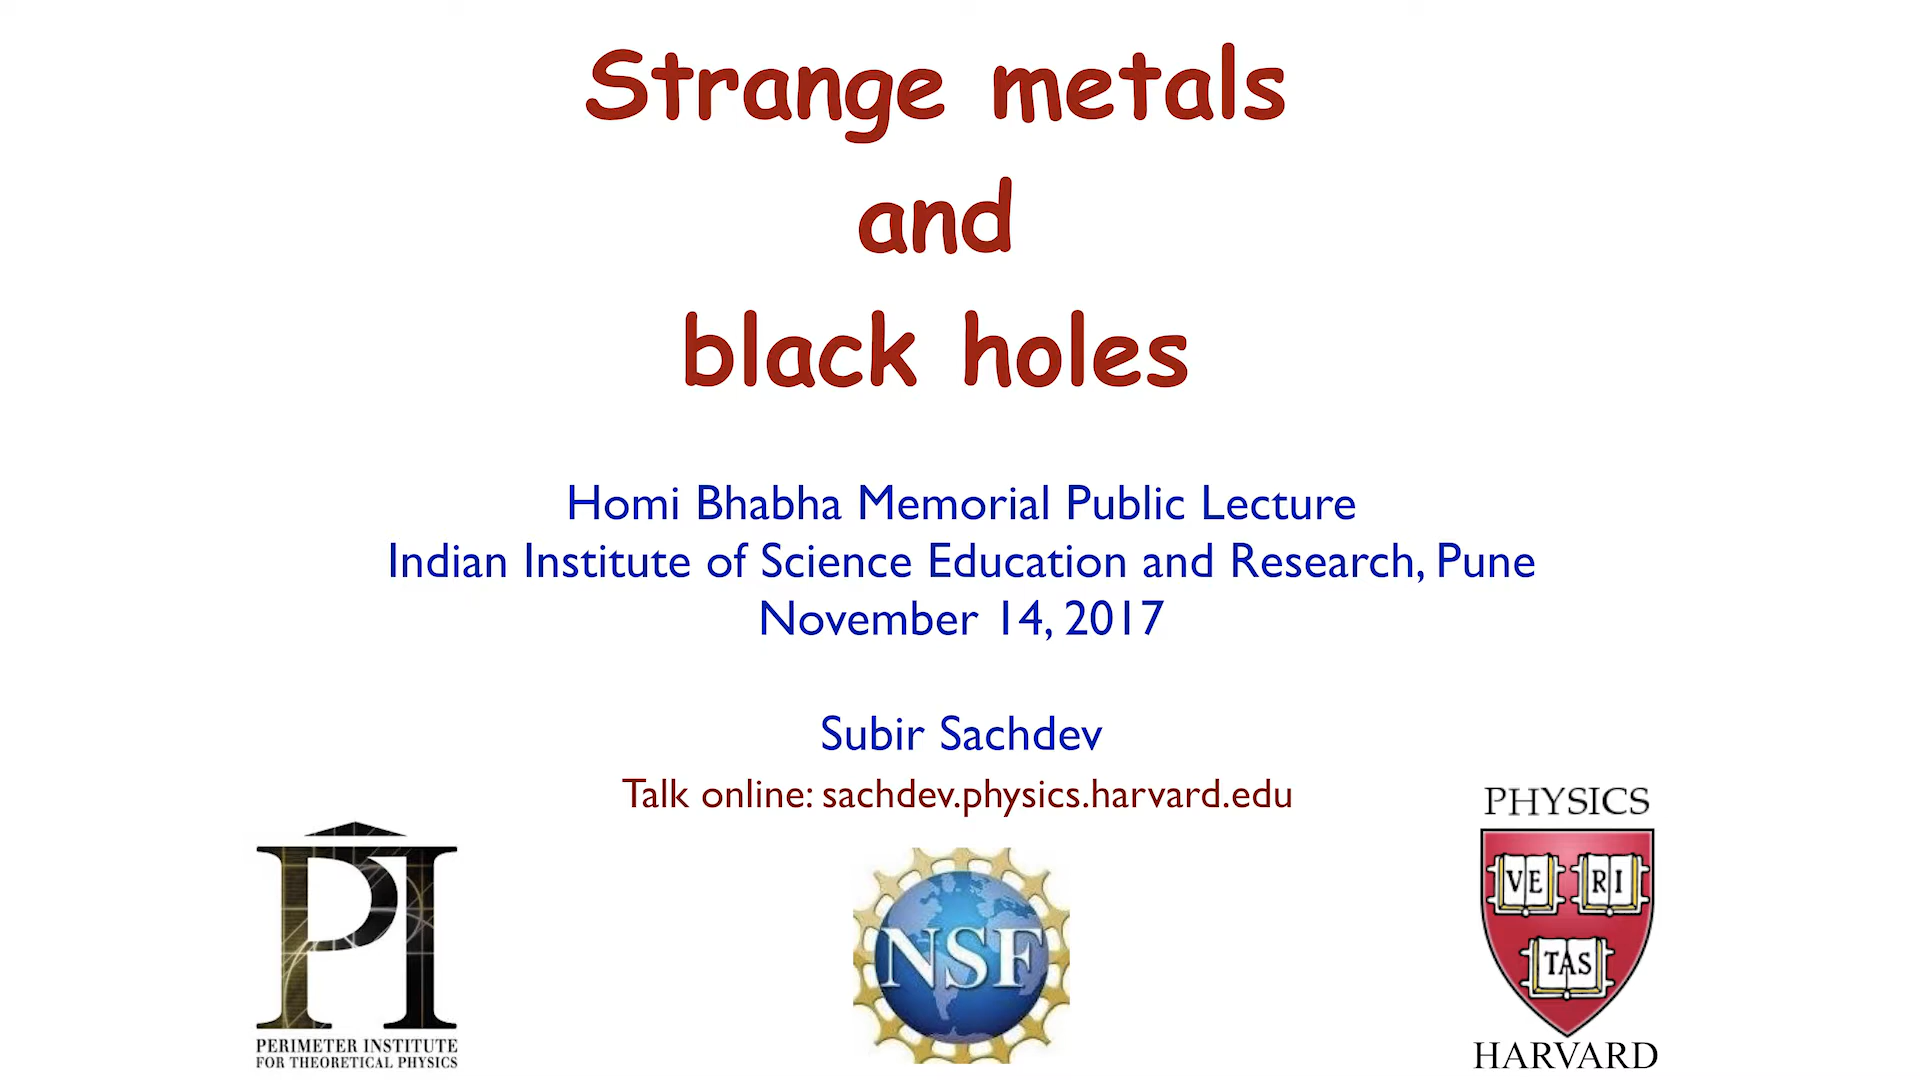 Strange metals
and
black holes
Homi Bhabha Memorial Public Lecture
Indian Institute of Science Education and Research, Pune
November 14, 2017
Subir Sachdev
Talk online: sachdev.physics.harvard.edu
PI
PERIMETER INSTITUTE
FOR THEORETICAL PHYSICS
NSF
PHYSICS
VE RI
TAS
HARVARD